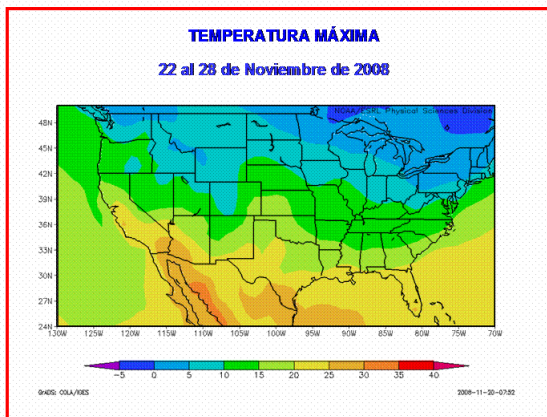 TEMPERATURA MÁXIMA
22 al 28 de Noviembre de 2008
NOAA/ESRL Physical Sciences Division
48N
45N
42N
39N
36N
33N
30N
27N
24N
130W 125W 120W 115W 110W 105W 100W 95W 90W 85W 80W 75W 70W
-5 0 5 10 15 20 25 30 35 40
GrADS: COLA/IGES 2008-11-20-07:52